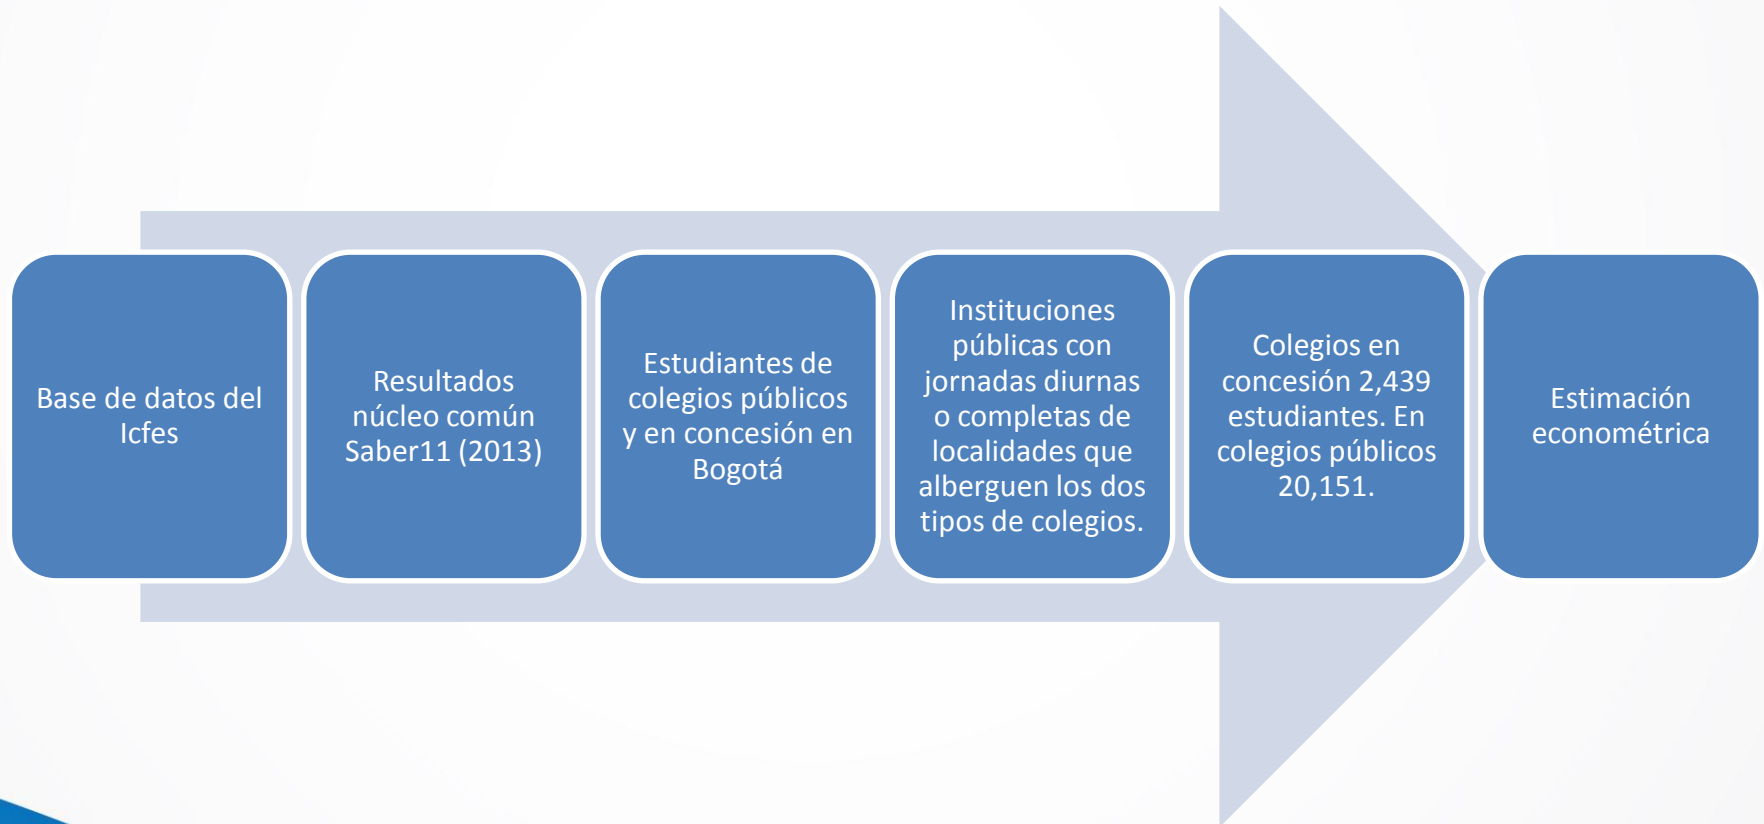 Base de datos del
Icfes
Resultados
núcleo común
Saber11 (2013)
Estudiantes de
colegios públicos
y en concesión en
Bogotá
Instituciones
públicas con
jornadas diurnas
o completas de
localidades que
alberguen los dos
tipos de colegios.
Colegios en
concesión 2,439
estudiantes. En
colegios públicos
20,151.
Estimación
econométrica